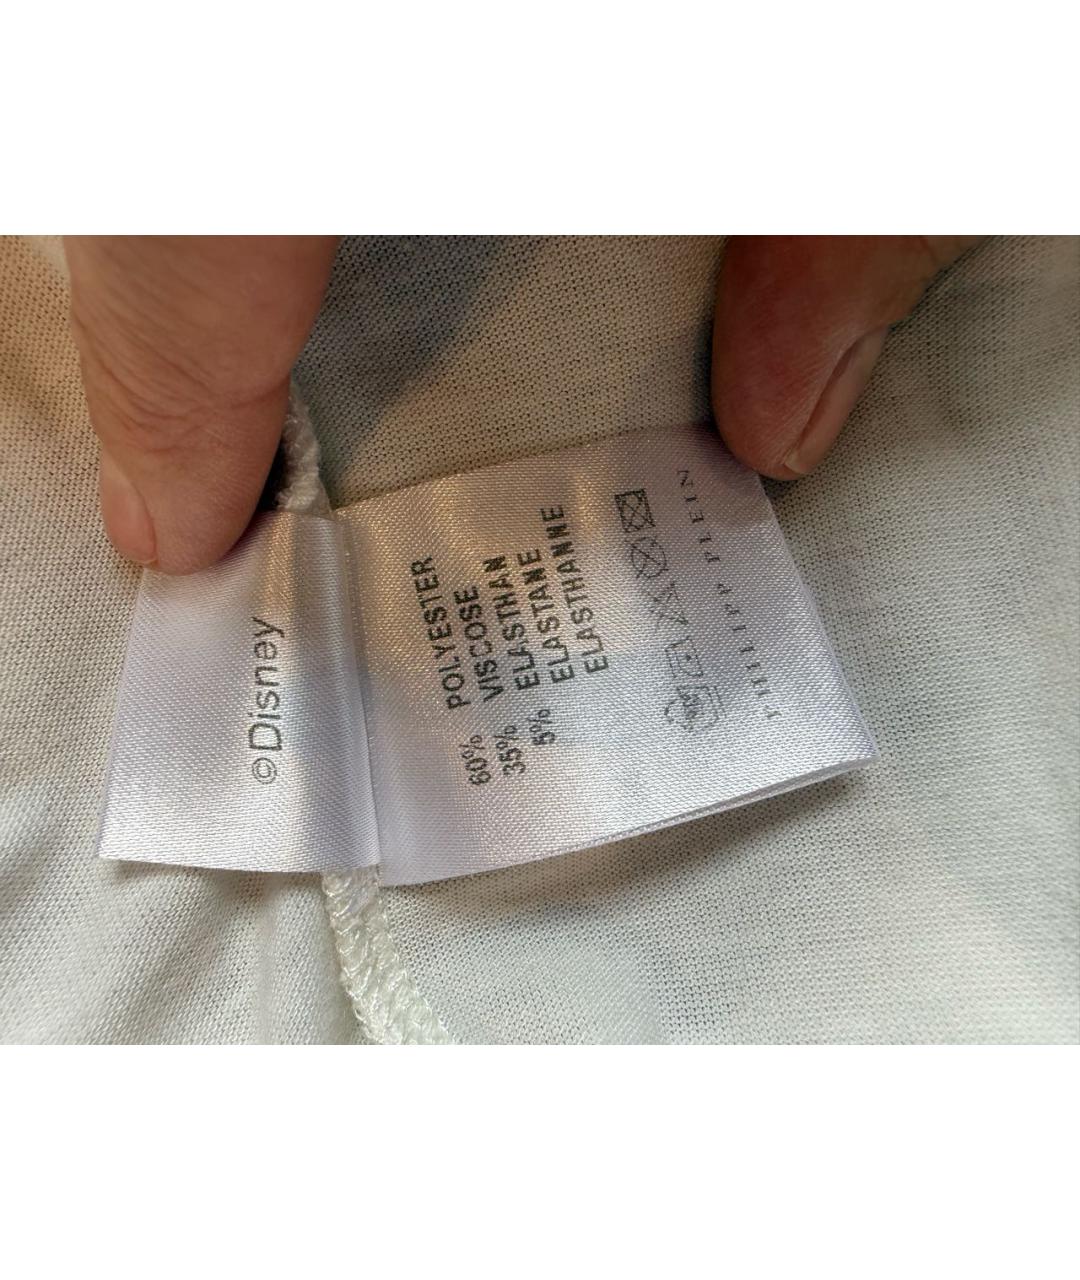 ©Disney
60% POLYESTER
35% VISCOSE
5% ELASTHAN
ELASTANE
ELASTHANNE
PHILIPP PLEIN